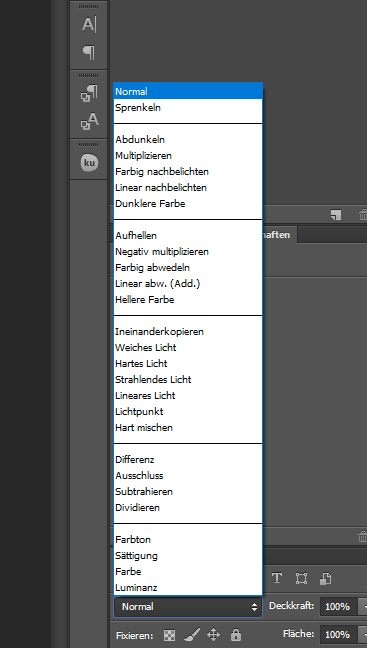 A|
ku
Normal
Sprenkeln
Abdunkeln
Multiplizieren
Farbig nachbelichten
Linear nachbelichten
Dunklere Farbe
haften
Aufhellen
Negativ multiplizieren
Farbig abwedeln
Linear abw. (Add.)
Hellere Farbe
Ineinanderkopieren
Weiches Licht
Hartes Licht
Strahlendes Licht
Lineares Licht
Lichtpunkt
Hart mischen
Differenz
Ausschluss
Subtrahieren
Dividieren
Farbton
Sättigung
Farbe
Luminanz
Normal Deckkraft: 100%
Fixieren: Fläche: 100%